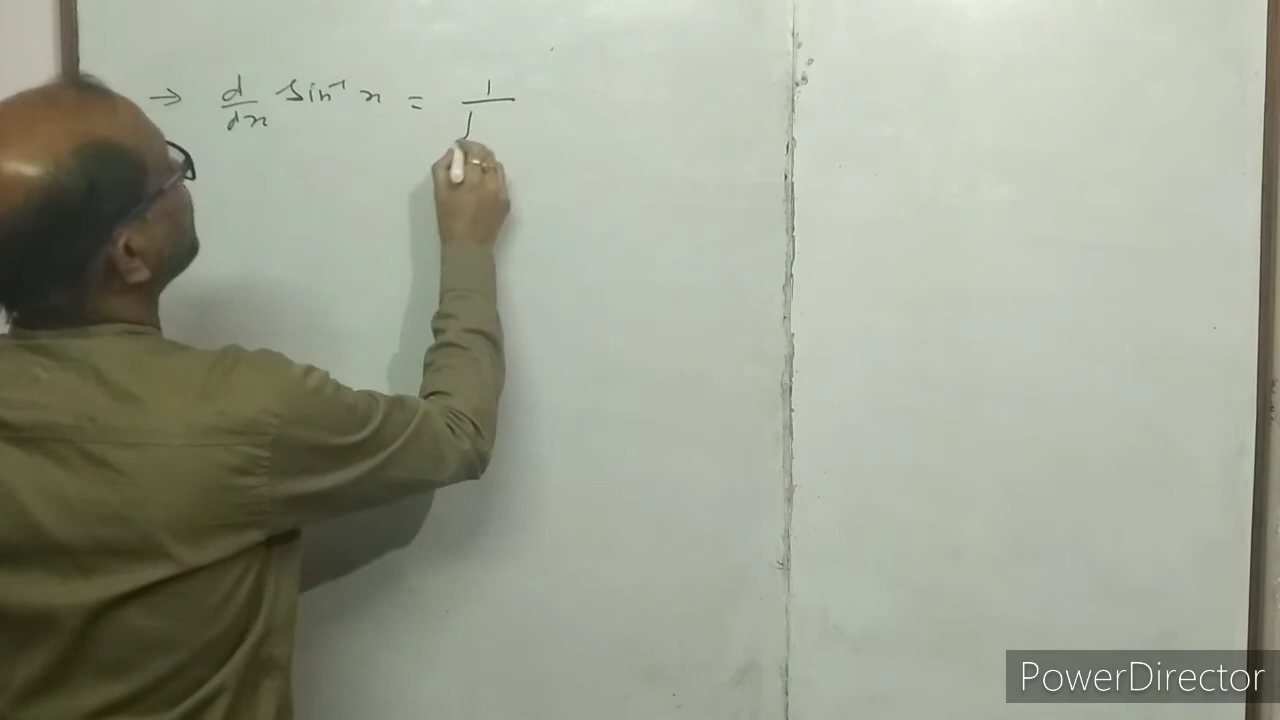 → d/dx sin⁻¹ x = 1/√
PowerDirector